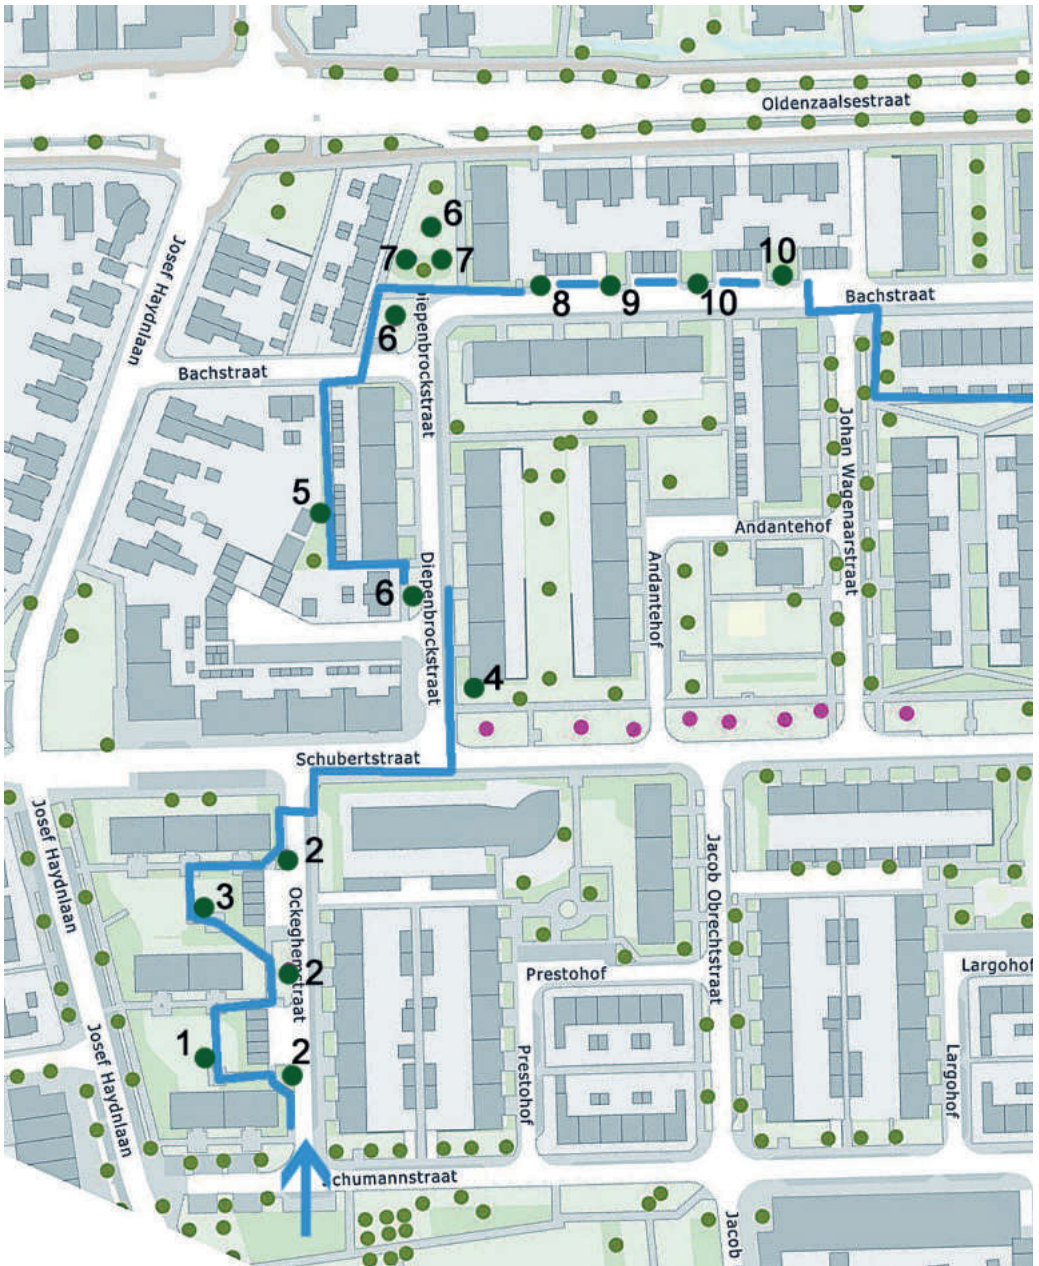 Oldenzaalsestraat
6
7
7
10
Josef Haydnlaan
8
9
10
Bachstraat
6
Diepenbrockstraat
Bachstraat
Johan Wagenaarstraat
5
Andantehof
Diepenbrockstraat
Andantehof
6
4
Schubertstraat
Josef Haydnlaan
2
Jacob Obrechtstraat
3
Ockeghemstraat
2
Prestohof
Largohof
1
2
Josef Haydnlaan
Prestohof
Largohof
chumannstraat
Jacob